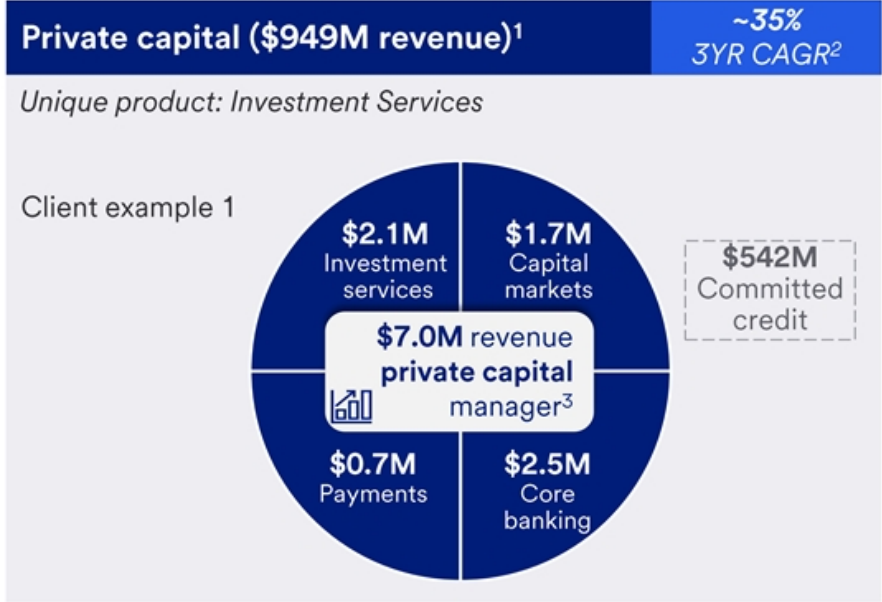 Private capital ($949M revenue)¹
~35%
3YR CAGR²
Unique product: Investment Services
Client example 1
$2.1M
Investment
services
$1.7M
Capital
markets
$542M
Committed
credit
$7.0M revenue
private capital
manager³
$0.7M
Payments
$2.5M
Core
banking